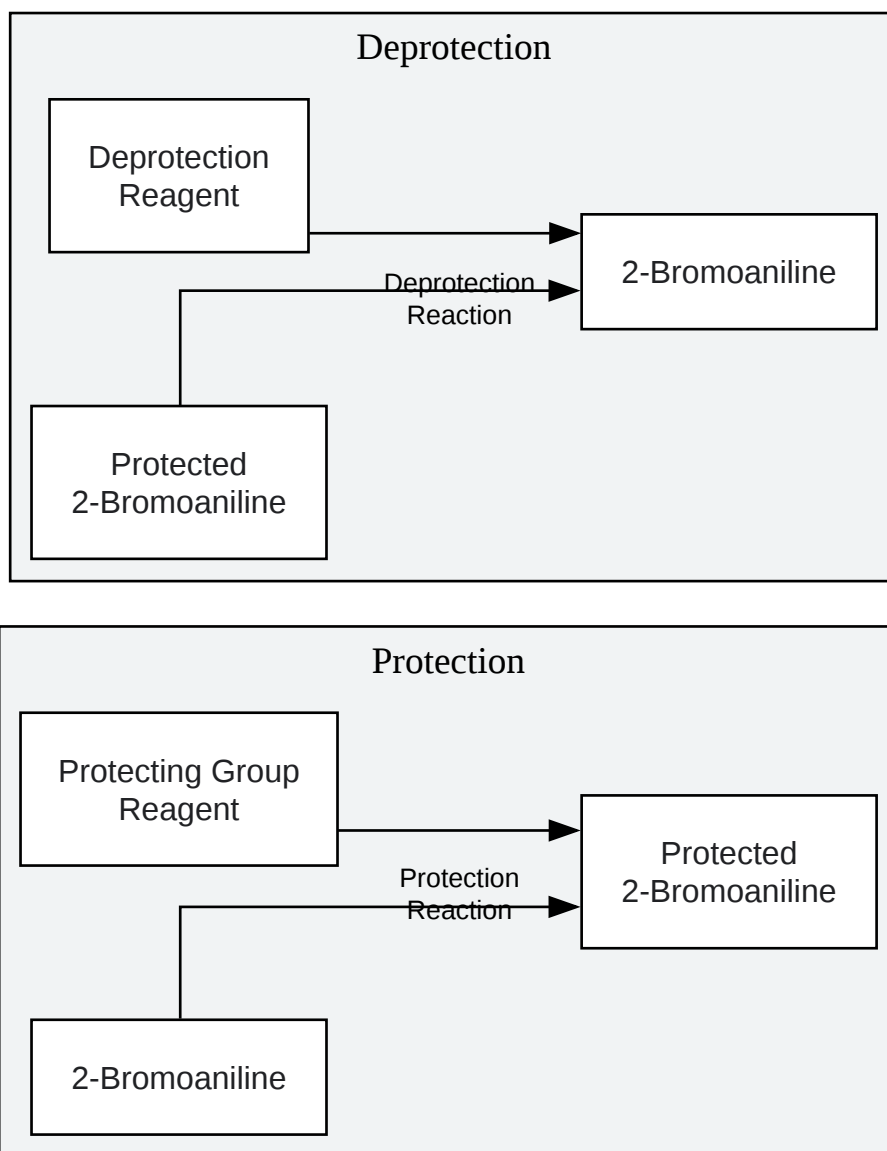 Deprotection
Deprotection
Reagent
2-Bromoaniline
Deprotection
Reaction
Protected
2-Bromoaniline
Protection
Protecting Group
Reagent
Protected
2-Bromoaniline
Protection
Reaction
2-Bromoaniline